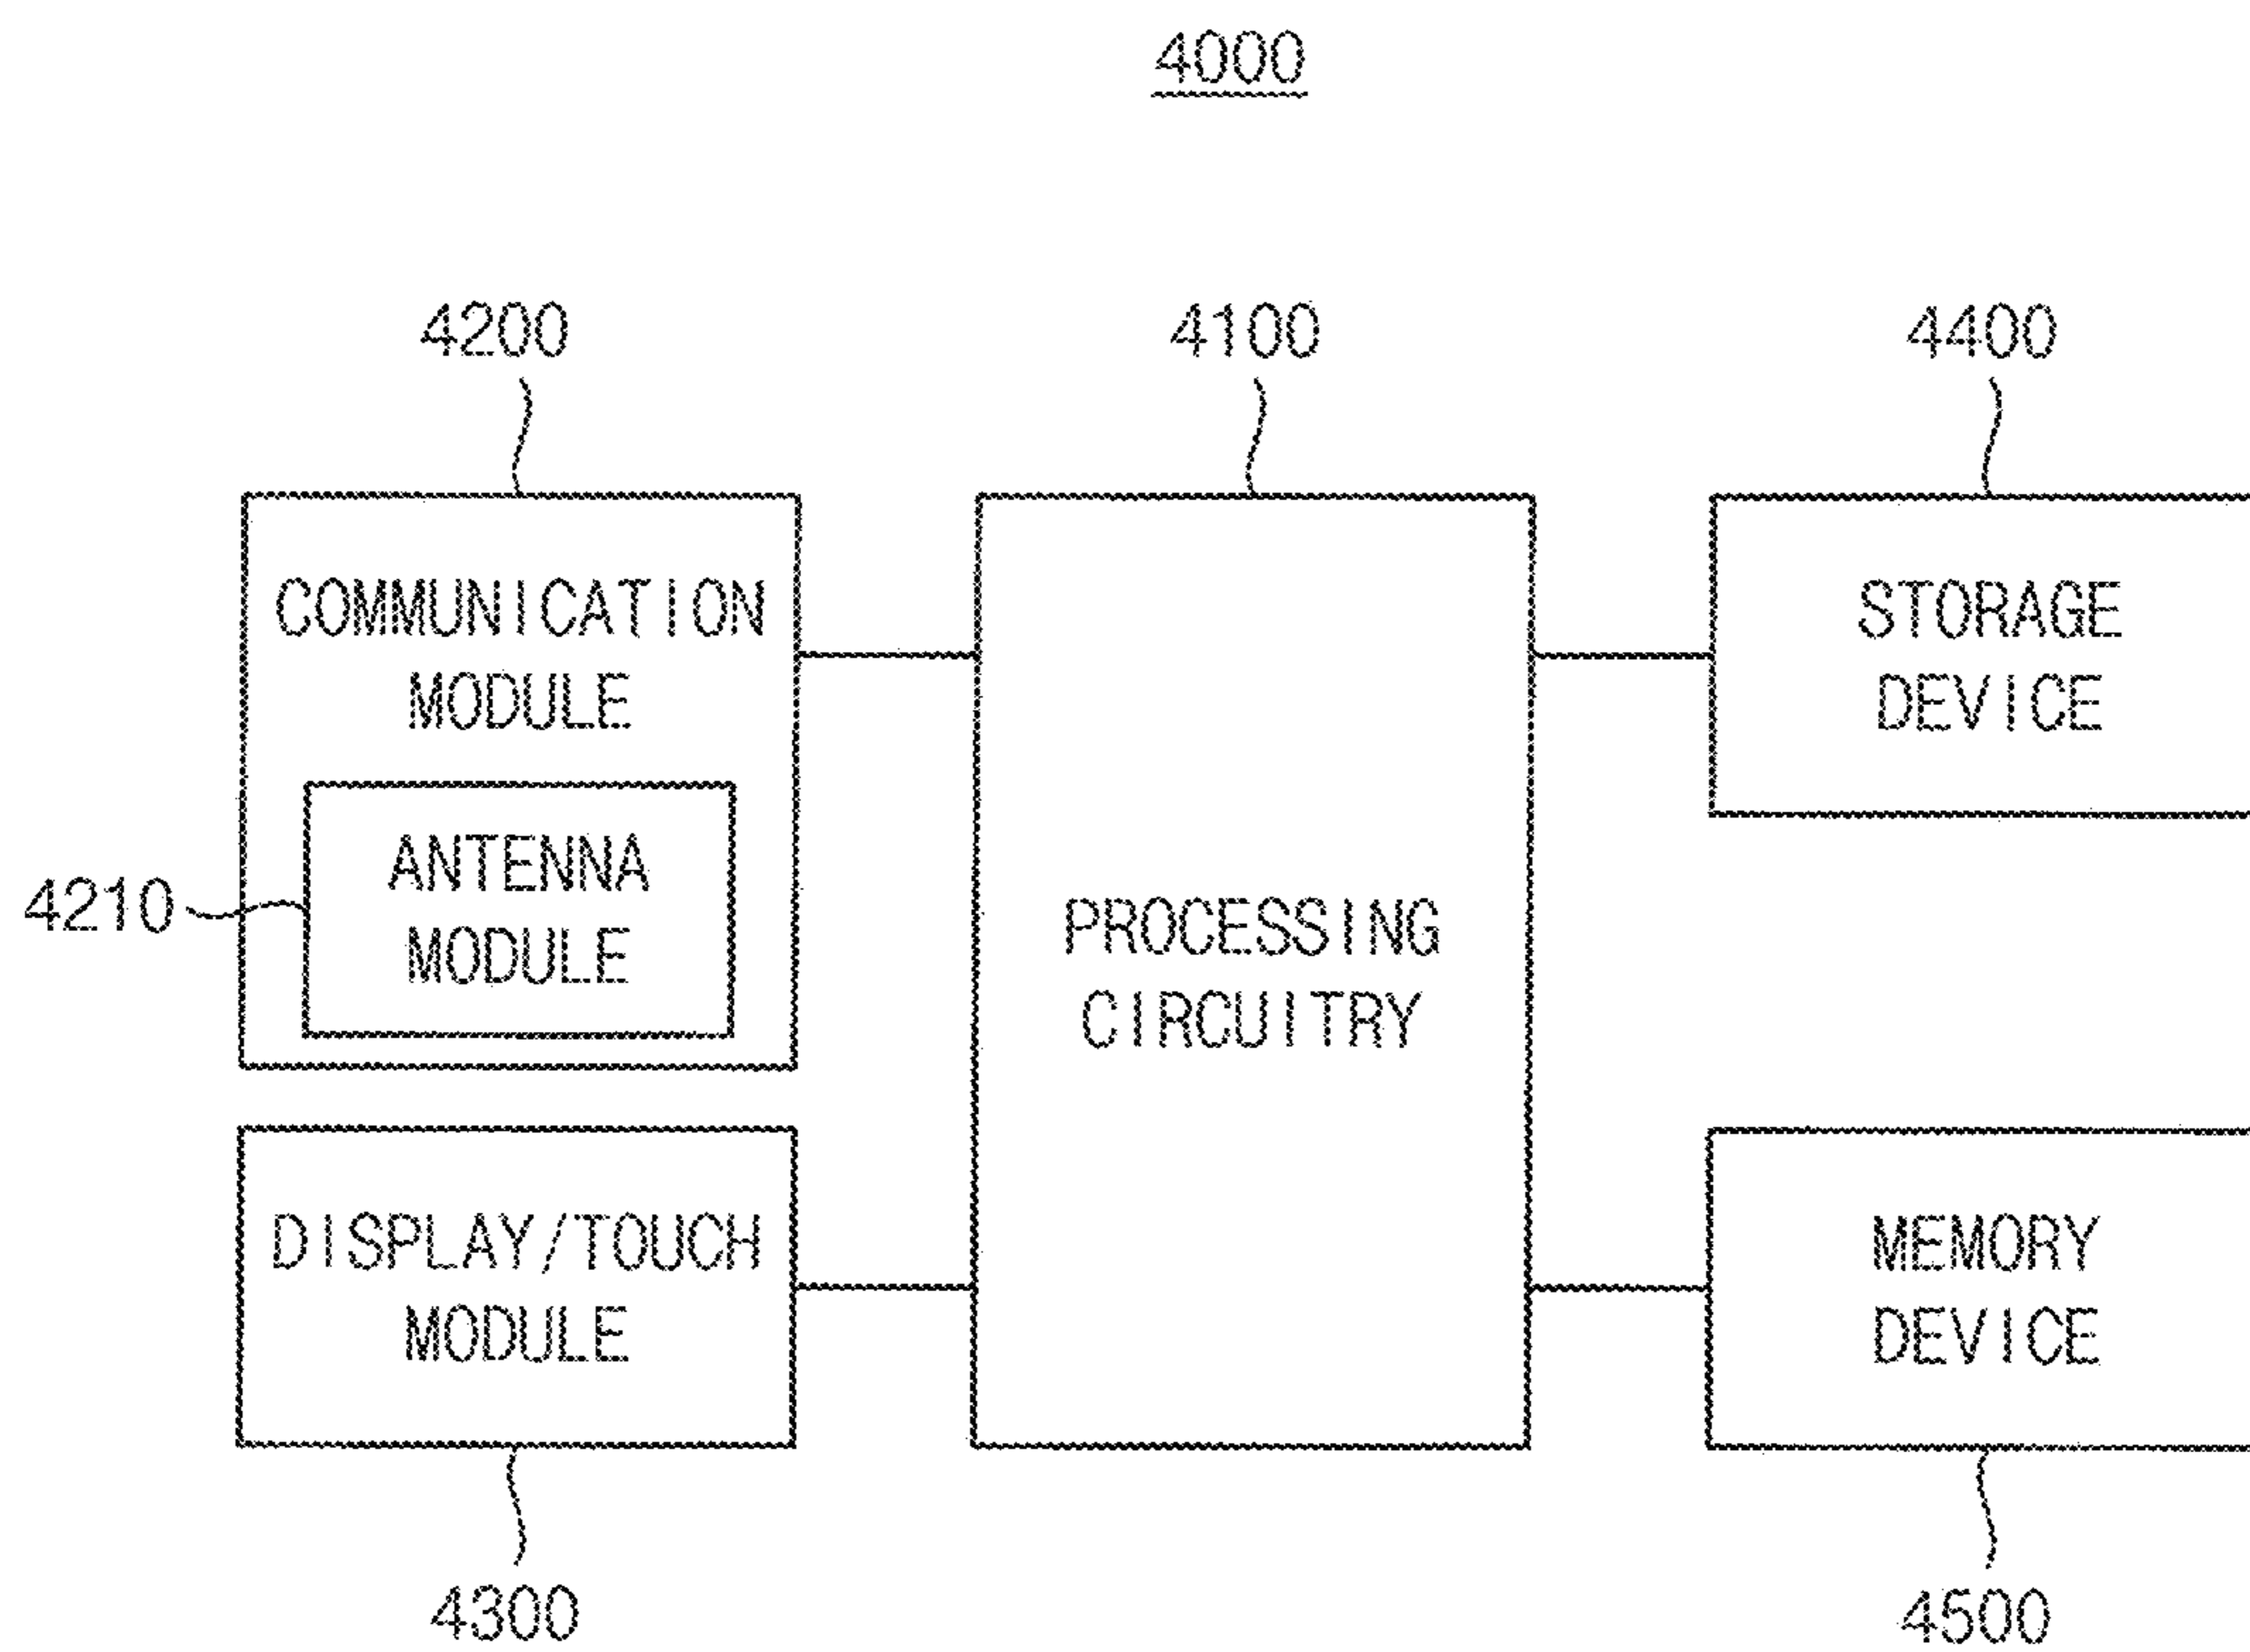 4000
4200
4100
4400
COMMUNICATION
MODULE
ANTENNA
MODULE
4210
PROCESSING
CIRCUITRY
STORAGE
DEVICE
DISPLAY/TOUCH
MODULE
MEMORY
DEVICE
4300
4500